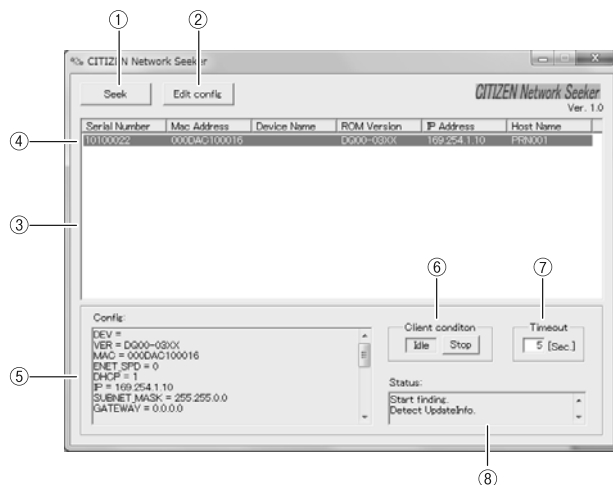 ① ②
CITIZEN Network Seeker
Seek Edit config CITIZEN Network Seeker
Ver. 1.0
Serial Number Mac Address Device Name ROM Version IP Address Host Name
④ 10100022 000DAC100016 DQ00-03XX 169.254.1.10 PRN001
③
⑥ ⑦
Config:
DEV =
VER = DQ00-03XX
MAC = 000DAC100016
ENET_SPD = 0
DHCP = 1
IP = 169.254.1.10
SUBNET_MASK = 255.255.0.0
GATEWAY = 0.0.0.0
⑤
Client conditon
Idle Stop
Timeout
5 [Sec.]
Status:
Start finding.
Detect UpdateInfo.
⑧